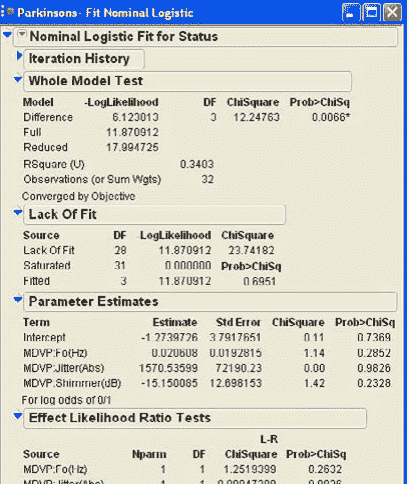 Parkinsons- Fit Nominal Logistic
Nominal Logistic Fit for Status
Iteration History
Whole Model Test
Model -LogLikelihood DF ChiSquare Prob>ChiSq
Difference 6.123813 3 12.24763 0.0066*
Full 11.870912
Reduced 17.994725
RSquare (U) 0.3403
Observations (or Sum Wgts) 32
Converged by Objective
Lack Of Fit
Source DF -LogLikelihood ChiSquare
Lack Of Fit 28 11.870912 23.74182
Saturated 31 0.000000 Prob>ChiSq
Fitted 3 11.870912 0.6951
Parameter Estimates
Term Estimate Std Error ChiSquare Prob>ChiSq
Intercept -1.2739726 3.7917651 0.11 0.7369
MDVP:Fo(Hz) 0.020608 0.0192815 1.14 0.2852
MDVP:Jitter(Abs) 1570.53599 72190.23 0.00 0.9826
MDVP:Shimmer(dB) -15.150085 12.698153 1.42 0.2328
For log odds of 0/1
Effect Likelihood Ratio Tests
L-R
Source Nparm DF ChiSquare Prob>ChiSq
MDVP:Fo(Hz) 1 1 1.2519399 0.2632
MDVP:Jitter(Abs) 1 1